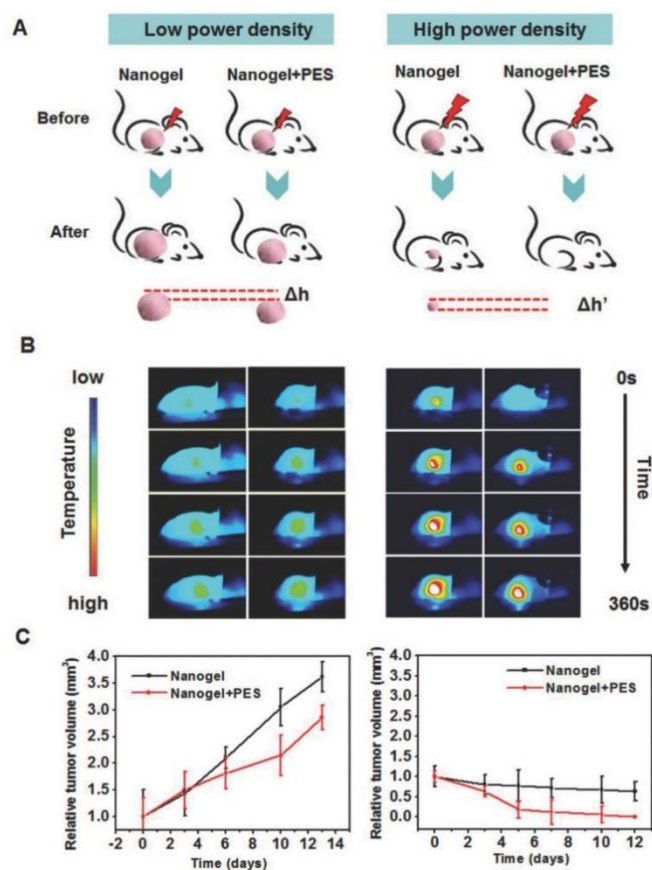 A
Low power density
High power density
Nanogel
Nanogel+PES
Nanogel
Nanogel+PES
Before
After
Δh
Δh'
B
low
Temperature
high
0s
Time
360s
C
Relative tumor volume (mm³)
4.0
3.5
3.0
2.5
2.0
1.5
1.0
Nanogel
Nanogel+PES
-2 0 2 4 6 8 10 12 14
Time (days)
Relative tumor volume (mm³)
4.0
3.5
3.0
2.5
2.0
1.5
1.0
0.5
0.0
Nanogel
Nanogel+PES
0 2 4 6 8 10 12
Time (days)